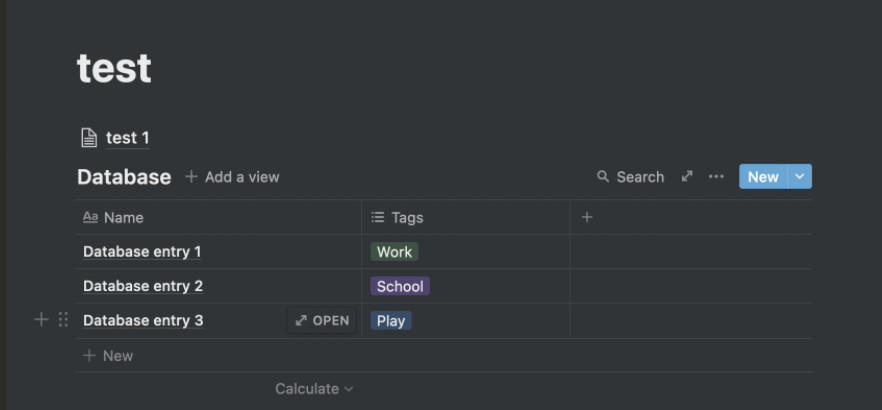 test
test 1
Database + Add a view Search ... New
Aa Name Tags +
Database entry 1 Work
Database entry 2 School
+ Database entry 3 OPEN Play
+ New
Calculate